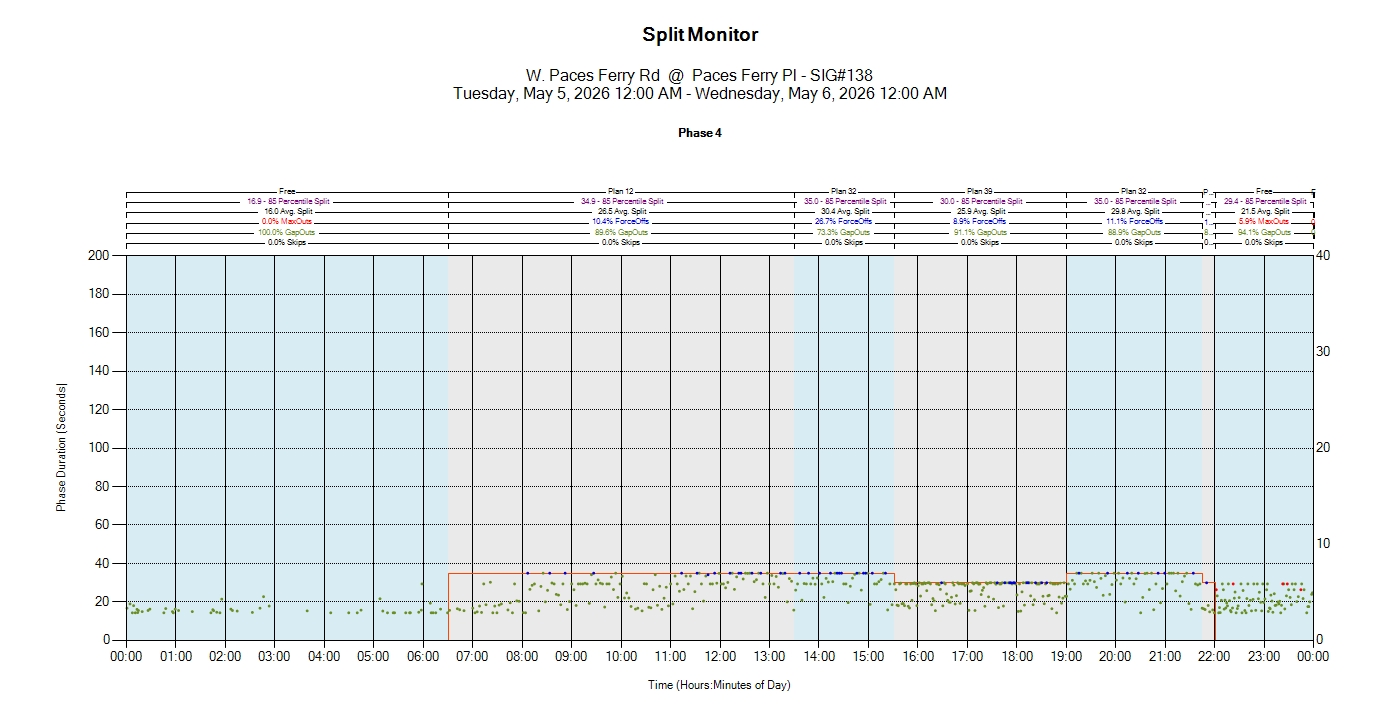 Split Monitor
W. Paces Ferry Rd @ Paces Ferry Pl - SIG#138
Tuesday, May 5, 2026 12:00 AM - Wednesday, May 6, 2026 12:00 AM
Phase 4
Free Plan 12 Plan 32 Plan 39 Plan 32 P... Free F
16.9 - 85 Percentile Split 34.9 - 85 Percentile Split 35.0 - 85 Percentile Split 30.0 - 85 Percentile Split 35.0 - 85 Percentile Split ... 29.4 - 85 Percentile Split
16.0 Avg. Split 26.5 Avg. Split 30.4 Avg. Split 25.9 Avg. Split 29.8 Avg. Split ... 21.5 Avg. Split
0.0% MaxOuts 10.4% ForceOffs 26.7% ForceOffs 8.9% ForceOffs 11.1% ForceOffs 1... 5.9% MaxOuts
100.0% GapOuts 89.6% GapOuts 73.3% GapOuts 91.1% GapOuts 88.9% GapOuts 8... 94.1% GapOuts
0.0% Skips 0.0% Skips 0.0% Skips 0.0% Skips 0.0% Skips 0... 0.0% Skips
200 40
180
160
30
140
120
100 20
80
60
10
40
20
0 0
Phase Duration (Seconds)
00:00 01:00 02:00 03:00 04:00 05:00 06:00 07:00 08:00 09:00 10:00 11:00 12:00 13:00 14:00 15:00 16:00 17:00 18:00 19:00 20:00 21:00 22:00 23:00 00:00
Time (Hours:Minutes of Day)